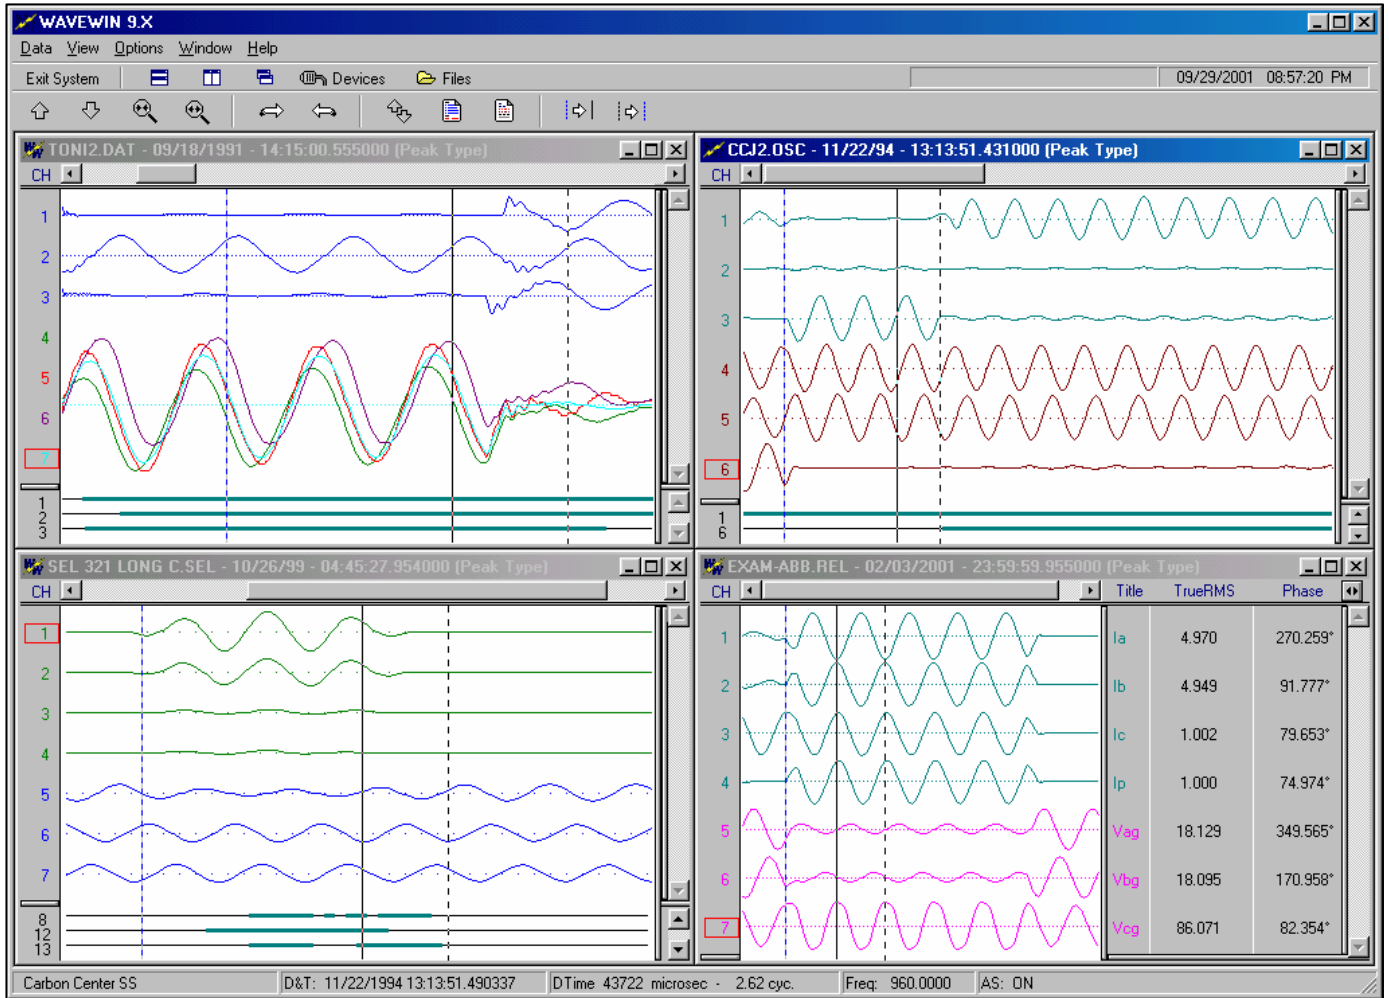 WAVEWIN 9.X
Data View Options Window Help
Exit System Devices Files 09/29/2001 08:57:20 PM
TONI2.DAT - 09/18/1991 - 14:15:00.555000 (Peak Type)
CH
1
2
3
4
5
6
7
1
2
3
CCJ2.OSC - 11/22/94 - 13:13:51.431000 (Peak Type)
CH
1
2
3
4
5
6
1
6
SEL 321 LONG C.SEL - 10/26/99 - 04:45:27.954000 (Peak Type)
CH
1
2
3
4
5
6
7
8
12
13
EXAM-ABB.REL - 02/03/2001 - 23:59:59.955000 (Peak Type)
CH Title TrueRMS Phase
1 Ia 4.970 270.259°
2 Ib 4.949 91.777°
3 Ic 1.002 79.653°
4 Ip 1.000 74.974°
5 Vag 18.129 349.565°
6 Vbg 18.095 170.958°
7 Vcg 86.071 82.354°
Carbon Center SS D&T: 11/22/1994 13:13:51.490337 DTime 43722 microsec - 2.62 cyc. Freq: 960.0000 AS: ON